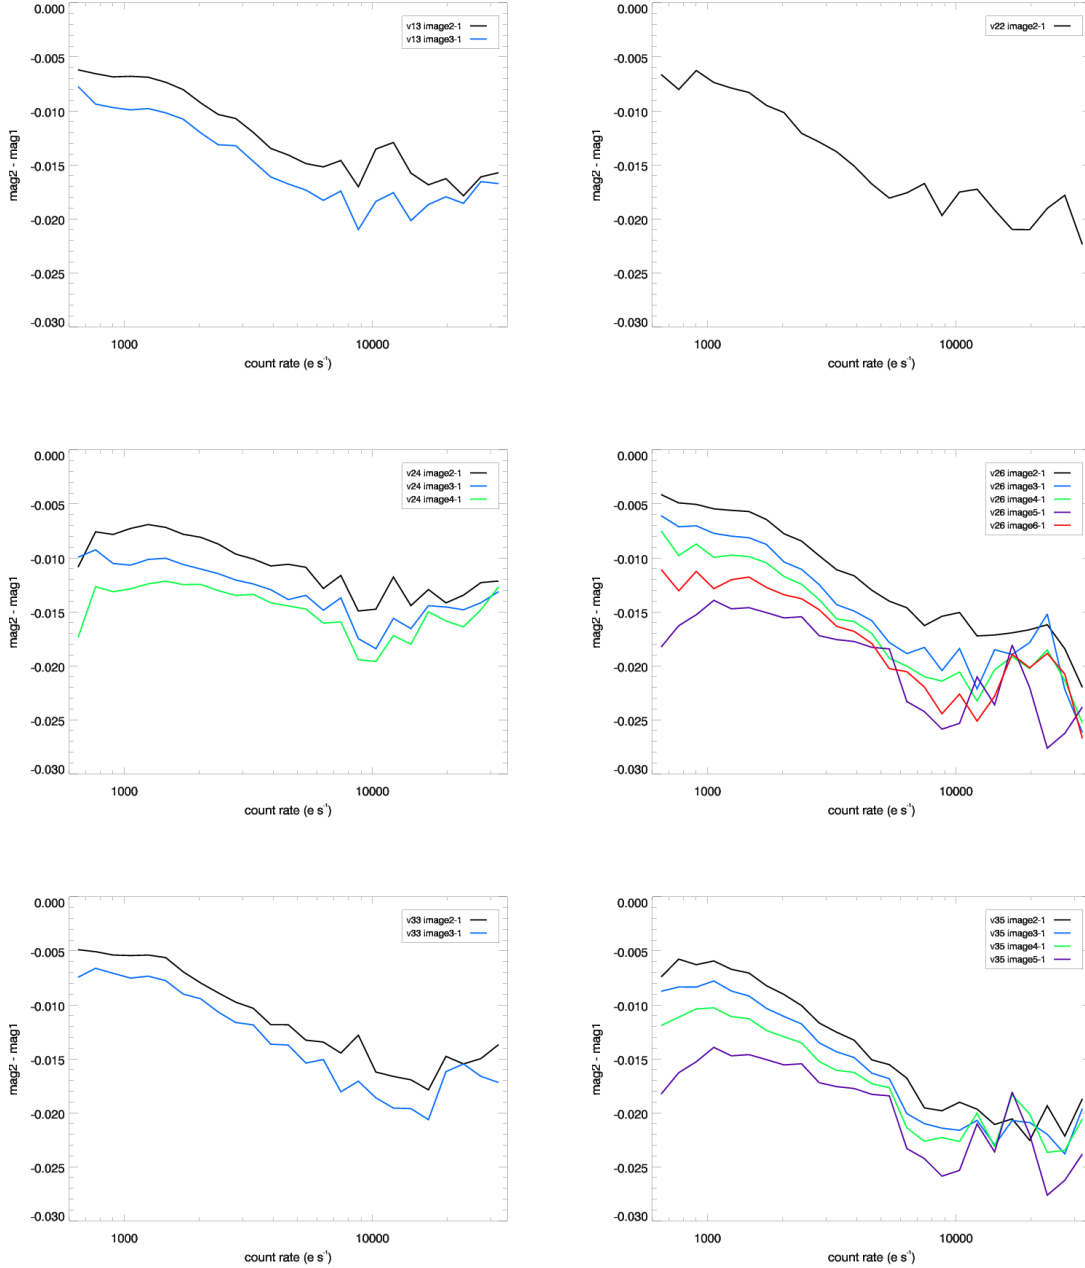 0.000
-0.005
-0.010
-0.015
-0.020
-0.025
-0.030
mag2 - mag1
v13 image2-1
v13 image3-1
1000
10000
count rate (e s⁻¹)
0.000
-0.005
-0.010
-0.015
-0.020
-0.025
-0.030
mag2 - mag1
v22 image2-1
1000
10000
count rate (e s⁻¹)
0.000
-0.005
-0.010
-0.015
-0.020
-0.025
-0.030
mag2 - mag1
v24 image2-1
v24 image3-1
v24 image4-1
1000
10000
count rate (e s⁻¹)
0.000
-0.005
-0.010
-0.015
-0.020
-0.025
-0.030
mag2 - mag1
v26 image2-1
v26 image3-1
v26 image4-1
v26 image5-1
v26 image6-1
1000
10000
count rate (e s⁻¹)
0.000
-0.005
-0.010
-0.015
-0.020
-0.025
-0.030
mag2 - mag1
v33 image2-1
v33 image3-1
1000
10000
count rate (e s⁻¹)
0.000
-0.005
-0.010
-0.015
-0.020
-0.025
-0.030
mag2 - mag1
v35 image2-1
v35 image3-1
v35 image4-1
v35 image5-1
1000
10000
count rate (e s⁻¹)